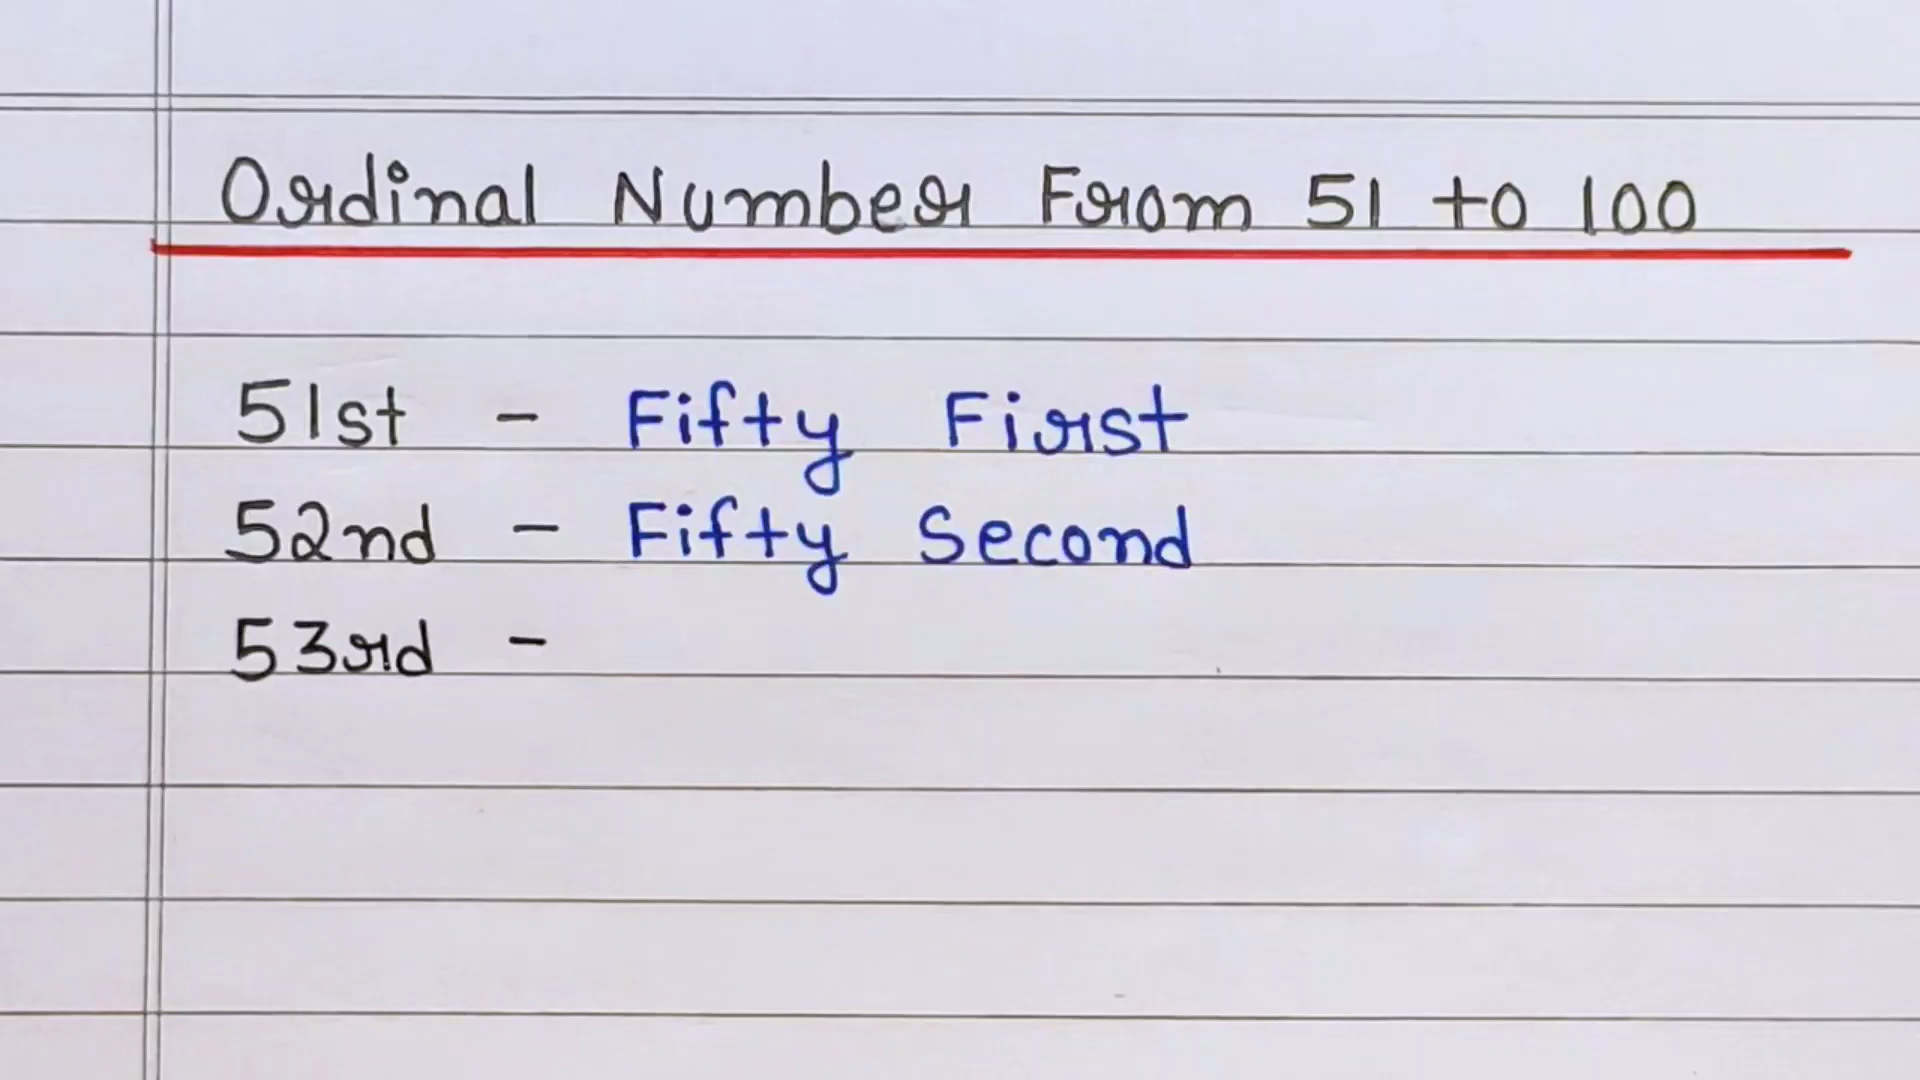 Ordinal Number From 51 to 100
51st - Fifty First
52nd - Fifty Second
53rd -